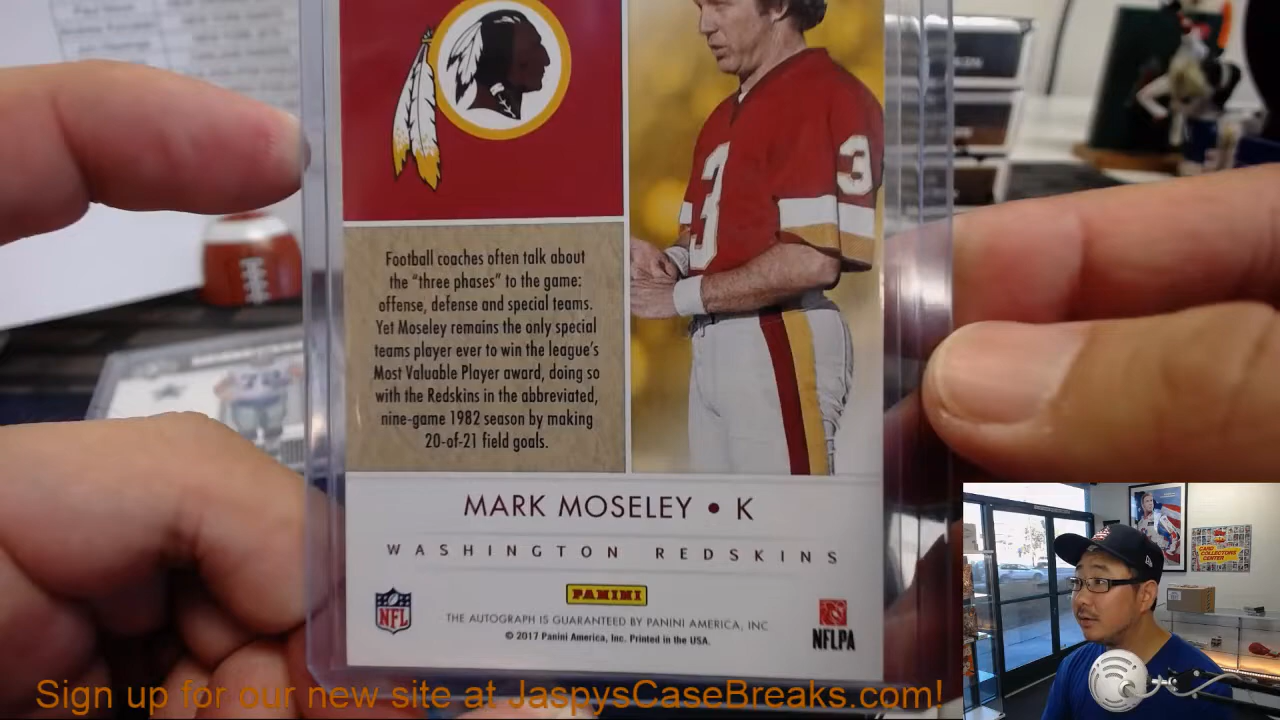 3
3
Football coaches often talk about
the "three phases" to the game:
offense, defense and special teams.
Yet Moseley remains the only special
teams player ever to win the league's
Most Valuable Player award, doing so
with the Redskins in the abbreviated,
nine-game 1982 season by making
20-of-21 field goals.
MARK MOSELEY • K
WASHINGTON REDSKINS
NFL
PANINI
THE AUTOGRAPH IS GUARANTEED BY PANINI AMERICA, INC
© 2017 Panini America, Inc. Printed in the USA.
NFLPA
Sign up for our new site at JaspysCaseBreaks.com!